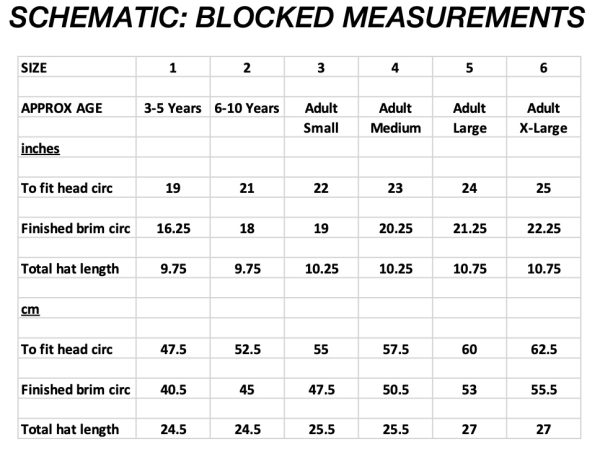 SCHEMATIC: BLOCKED MEASUREMENTS
SIZE 1 2 3 4 5 6
APPROX AGE 3-5 Years 6-10 Years Adult Adult Adult Adult
Small Medium Large X-Large
inches
To fit head circ 19 21 22 23 24 25
Finished brim circ 16.25 18 19 20.25 21.25 22.25
Total hat length 9.75 9.75 10.25 10.25 10.75 10.75
cm
To fit head circ 47.5 52.5 55 57.5 60 62.5
Finished brim circ 40.5 45 47.5 50.5 53 55.5
Total hat length 24.5 24.5 25.5 25.5 27 27